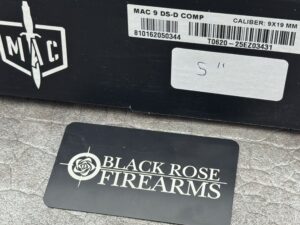 MAC
MAC 9 DS-D COMP
CALIBER: 9X19 MM
810162050344
T0620-25EZ03431
5"
BLACK ROSE
FIREARMS